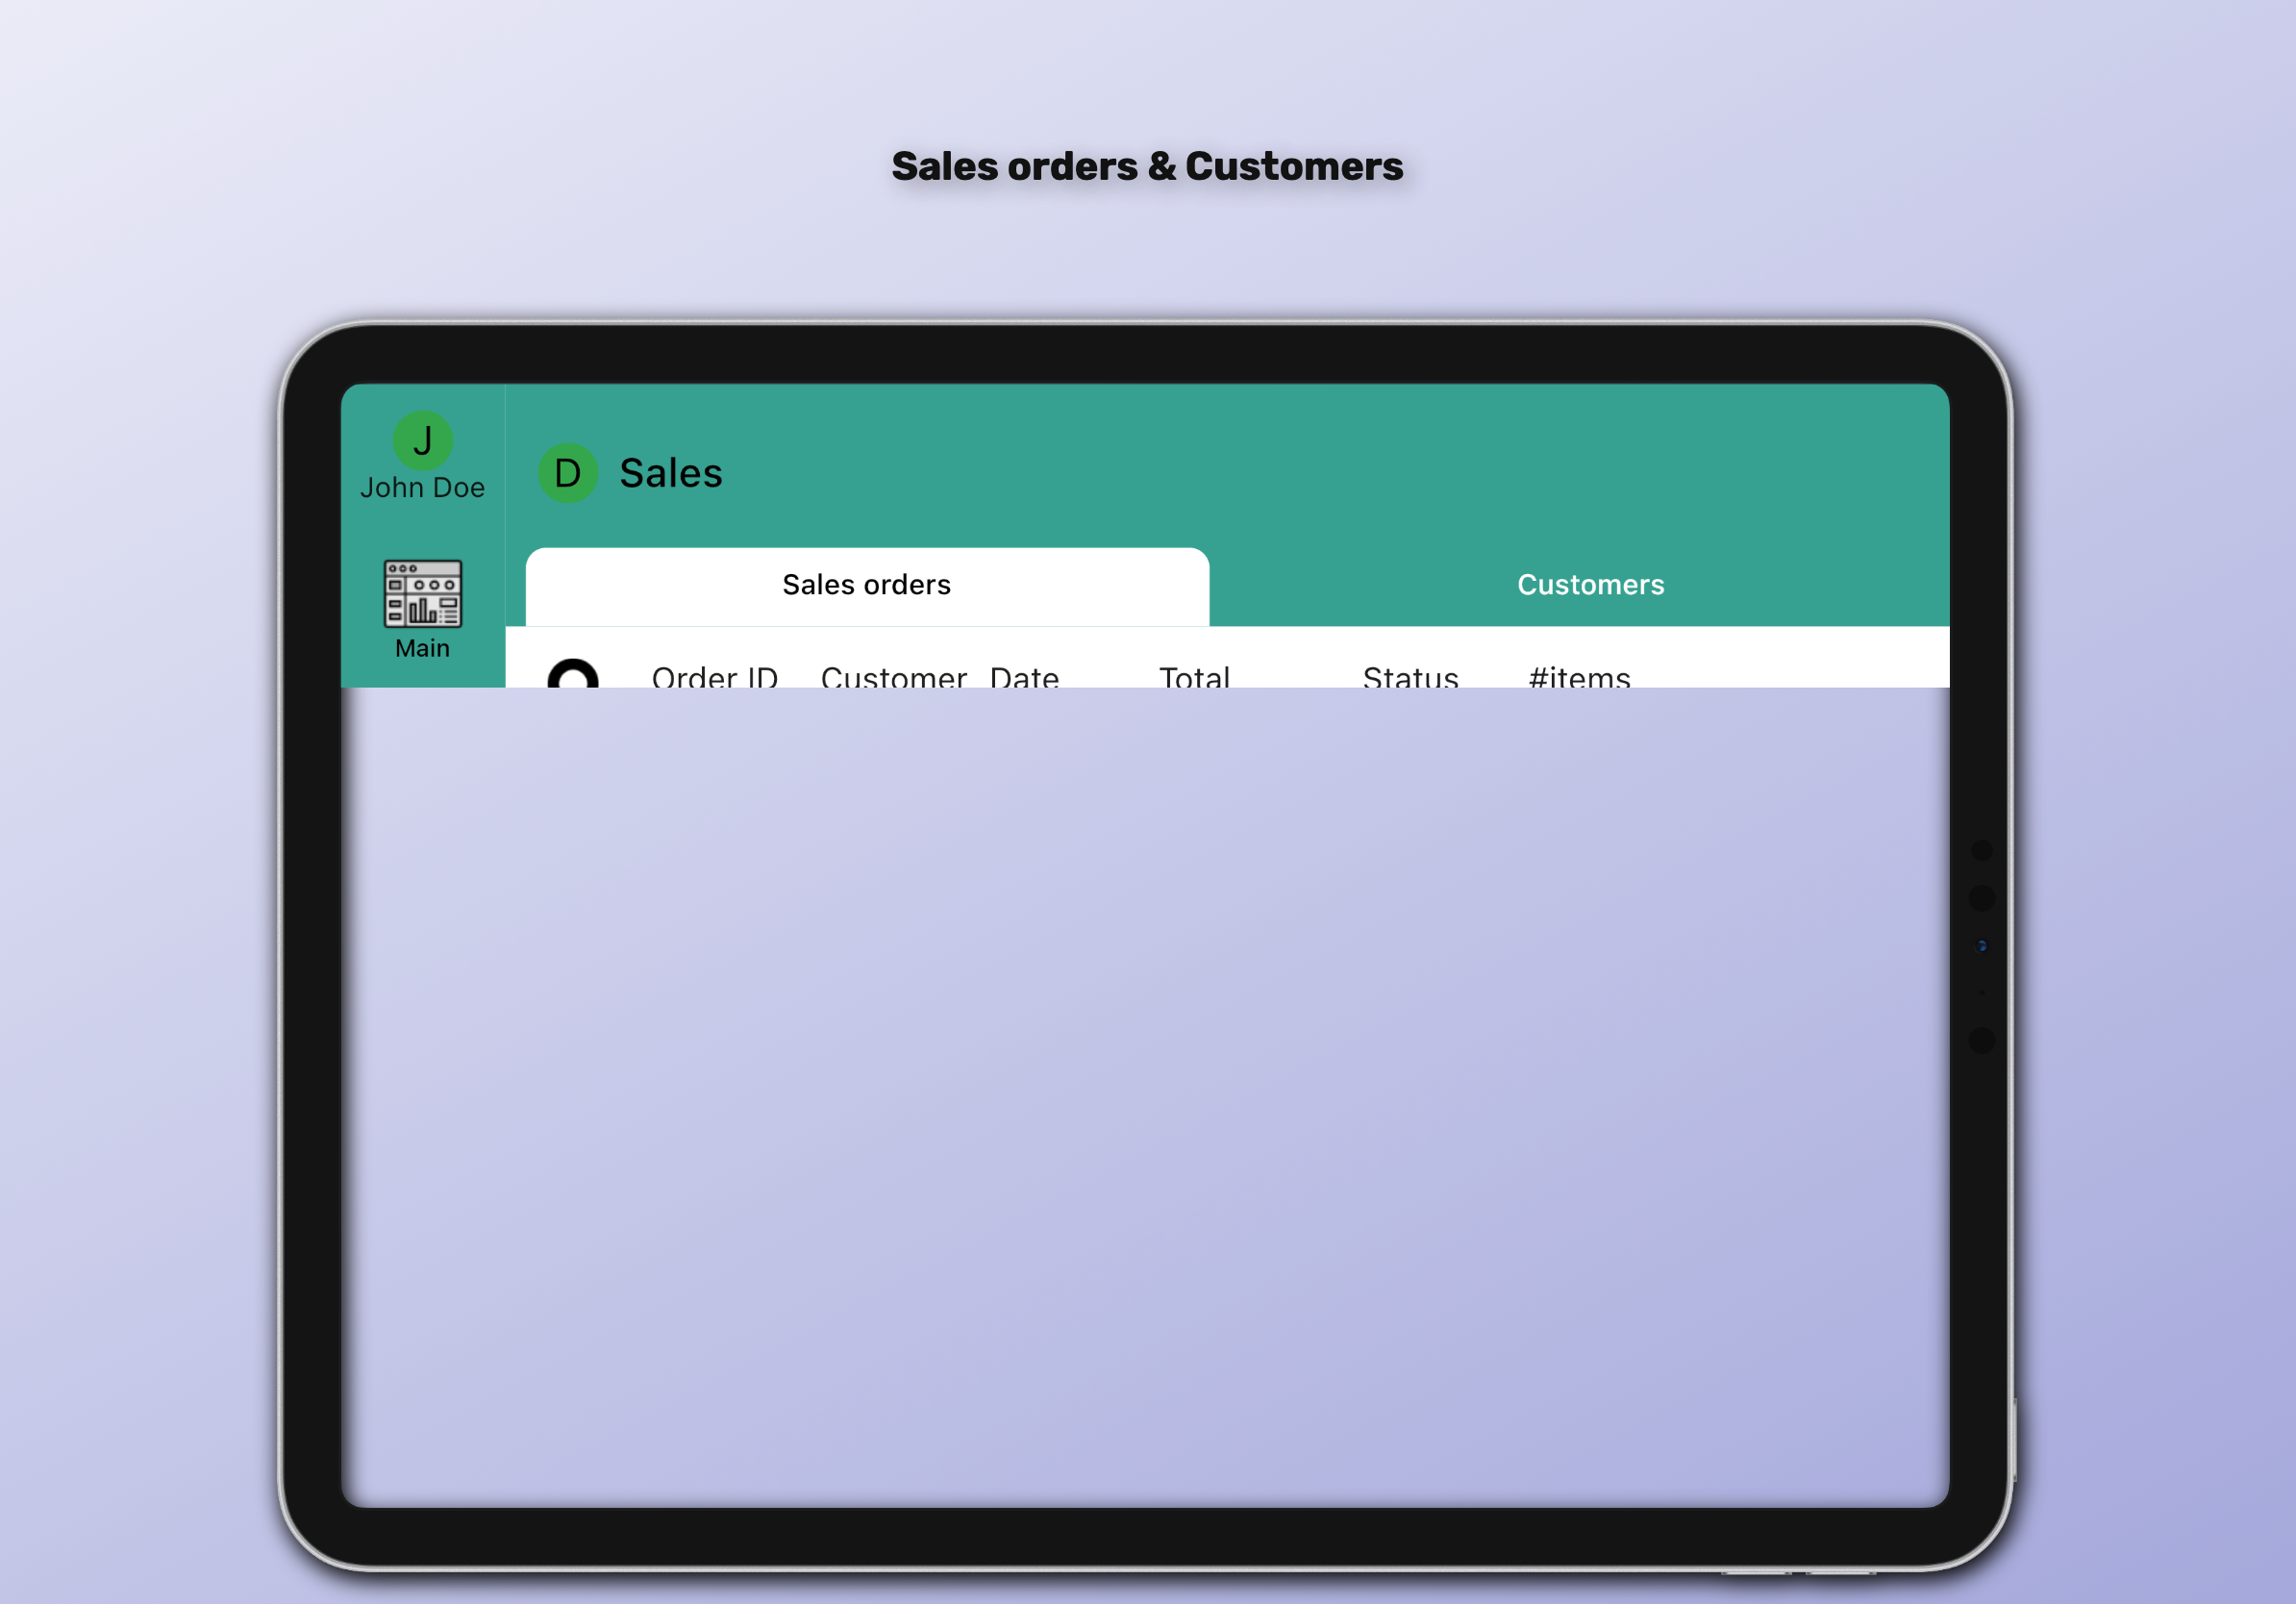 Sales orders & Customers
J
John Doe
D Sales
Sales orders Customers
Main
Order ID Customer Date Total Status #items